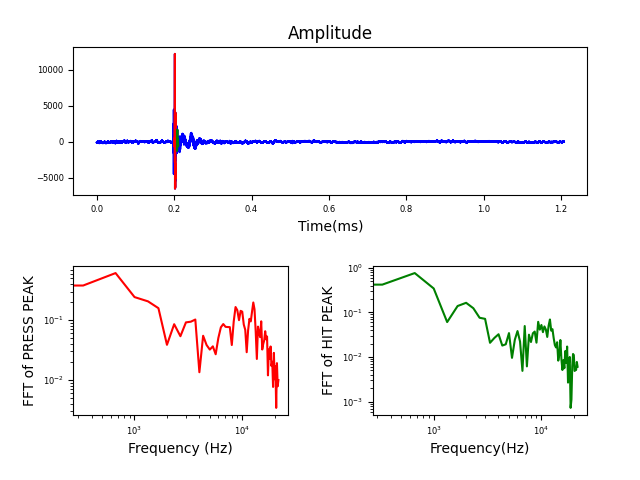 Amplitude
10000
5000
0
−5000
0.0 0.2 0.4 0.6 0.8 1.0 1.2
Time(ms)
FFT of PRESS PEAK
10⁻¹
10⁻²
10³ 10⁴
Frequency (Hz)
FFT of HIT PEAK
10⁰
10⁻¹
10⁻²
10⁻³
10³ 10⁴
Frequency(Hz)